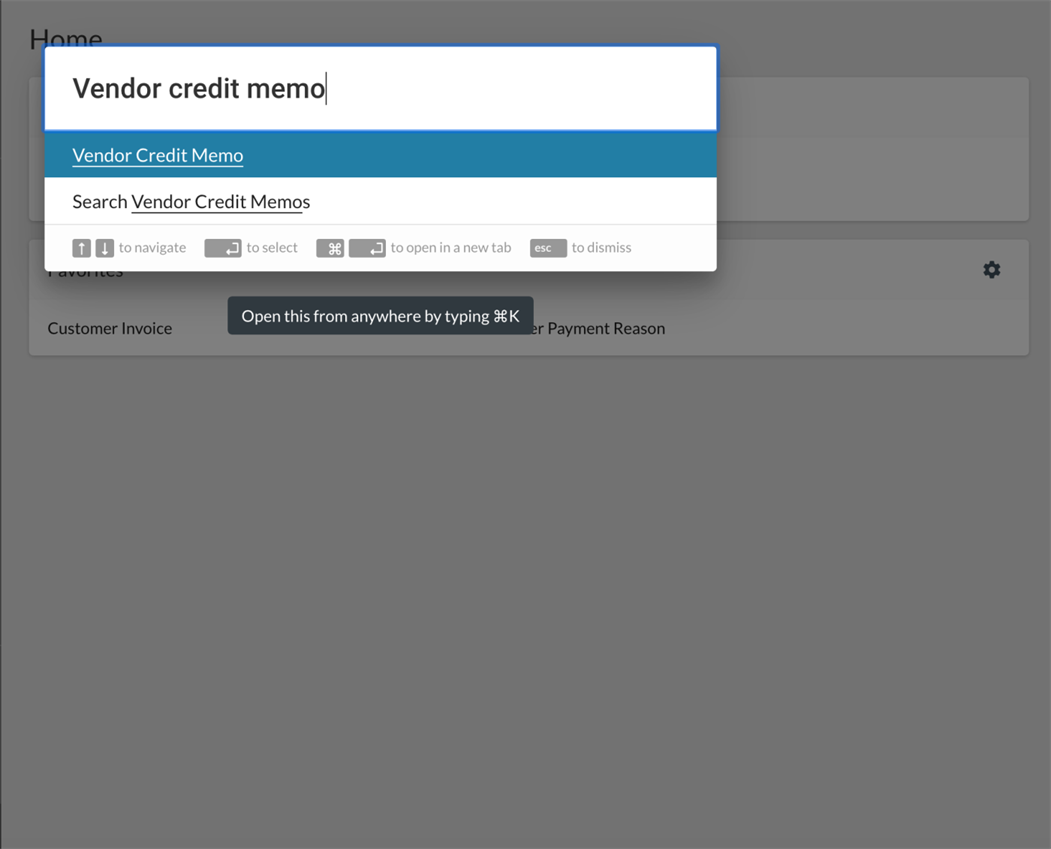 Home
Vendor credit memo
Vendor Credit Memo
Search Vendor Credit Memos
↑ ↓ to navigate ↵ to select ⌘ ↵ to open in a new tab esc to dismiss
Favorites
Open this from anywhere by typing ⌘K
Customer Invoice er Payment Reason